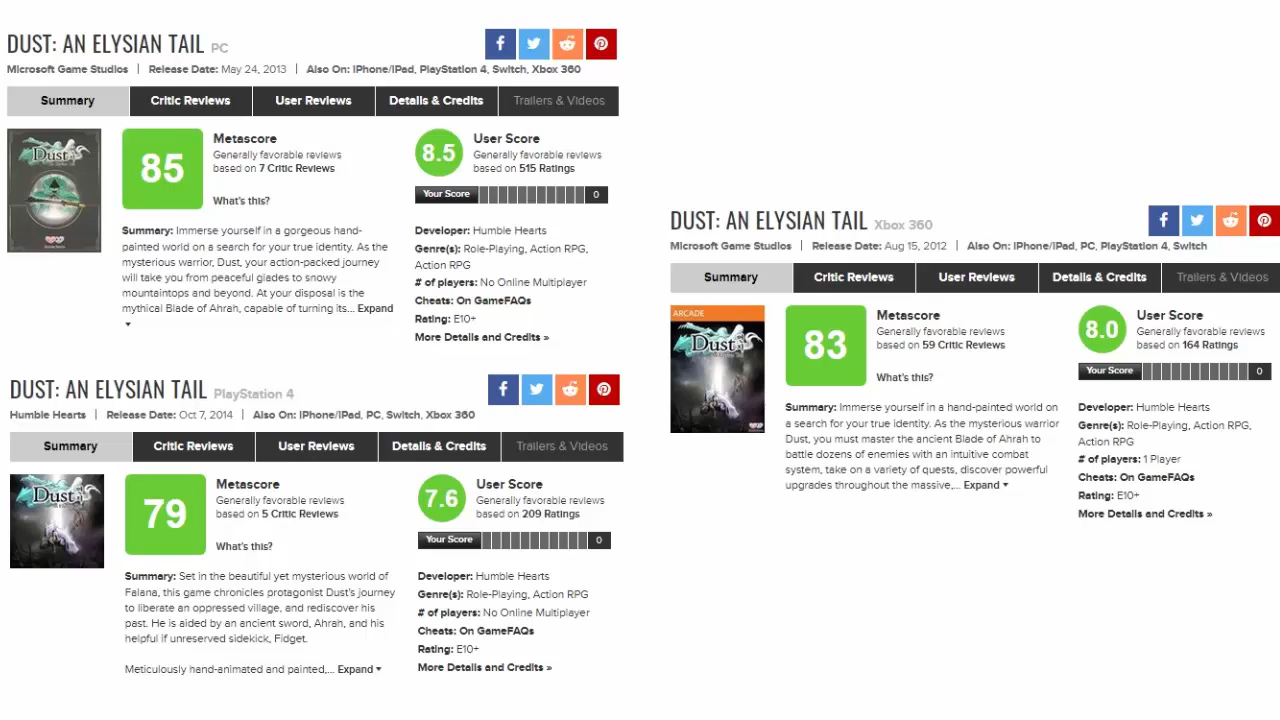 DUST: AN ELYSIAN TAIL PC
Microsoft Game Studios | Release Date: May 24, 2013 | Also On: iPhone/iPad, PlayStation 4, Switch, Xbox 360
Summary Critic Reviews User Reviews Details & Credits Trailers & Videos
Dust
85
Metascore
Generally favorable reviews
based on 7 Critic Reviews
What's this?
8.5
User Score
Generally favorable reviews
based on 515 Ratings
Your Score 0
Summary: Immerse yourself in a gorgeous hand-
painted world on a search for your true identity. As the
mysterious warrior, Dust, your action-packed journey
will take you from peaceful glades to snowy
mountaintops and beyond. At your disposal is the
mythical Blade of Ahrah, capable of turning its... Expand
Developer: Humble Hearts
Genre(s): Role-Playing, Action RPG,
Action RPG
# of players: No Online Multiplayer
Cheats: On GameFAQs
Rating: E10+
More Details and Credits »
DUST: AN ELYSIAN TAIL PlayStation 4
Humble Hearts | Release Date: Oct 7, 2014 | Also On: iPhone/iPad, PC, Switch, Xbox 360
Summary Critic Reviews User Reviews Details & Credits Trailers & Videos
Dust
79
Metascore
Generally favorable reviews
based on 5 Critic Reviews
What's this?
7.6
User Score
Generally favorable reviews
based on 209 Ratings
Your Score 0
Summary: Set in the beautiful yet mysterious world of
Falana, this game chronicles protagonist Dust's journey
to liberate an oppressed village, and rediscover his
past. He is aided by an ancient sword, Ahrah, and his
helpful if unreserved sidekick, Fidget.
Meticulously hand-animated and painted,... Expand
Developer: Humble Hearts
Genre(s): Role-Playing, Action RPG
# of players: No Online Multiplayer
Cheats: On GameFAQs
Rating: E10+
More Details and Credits »
DUST: AN ELYSIAN TAIL Xbox 360
Microsoft Game Studios | Release Date: Aug 15, 2012 | Also On: iPhone/iPad, PC, PlayStation 4, Switch
Summary Critic Reviews User Reviews Details & Credits Trailers & Videos
ARCADE
Dust
83
Metascore
Generally favorable reviews
based on 59 Critic Reviews
What's this?
8.0
User Score
Generally favorable reviews
based on 164 Ratings
Your Score 0
Summary: Immerse yourself in a hand-painted world on
a search for your true identity. As the mysterious warrior
Dust, you must master the ancient Blade of Ahrah to
battle dozens of enemies with an intuitive combat
system, take on a variety of quests, discover powerful
upgrades throughout the massive,... Expand
Developer: Humble Hearts
Genre(s): Role-Playing, Action RPG,
Action RPG
# of players: 1 Player
Cheats: On GameFAQs
Rating: E10+
More Details and Credits »